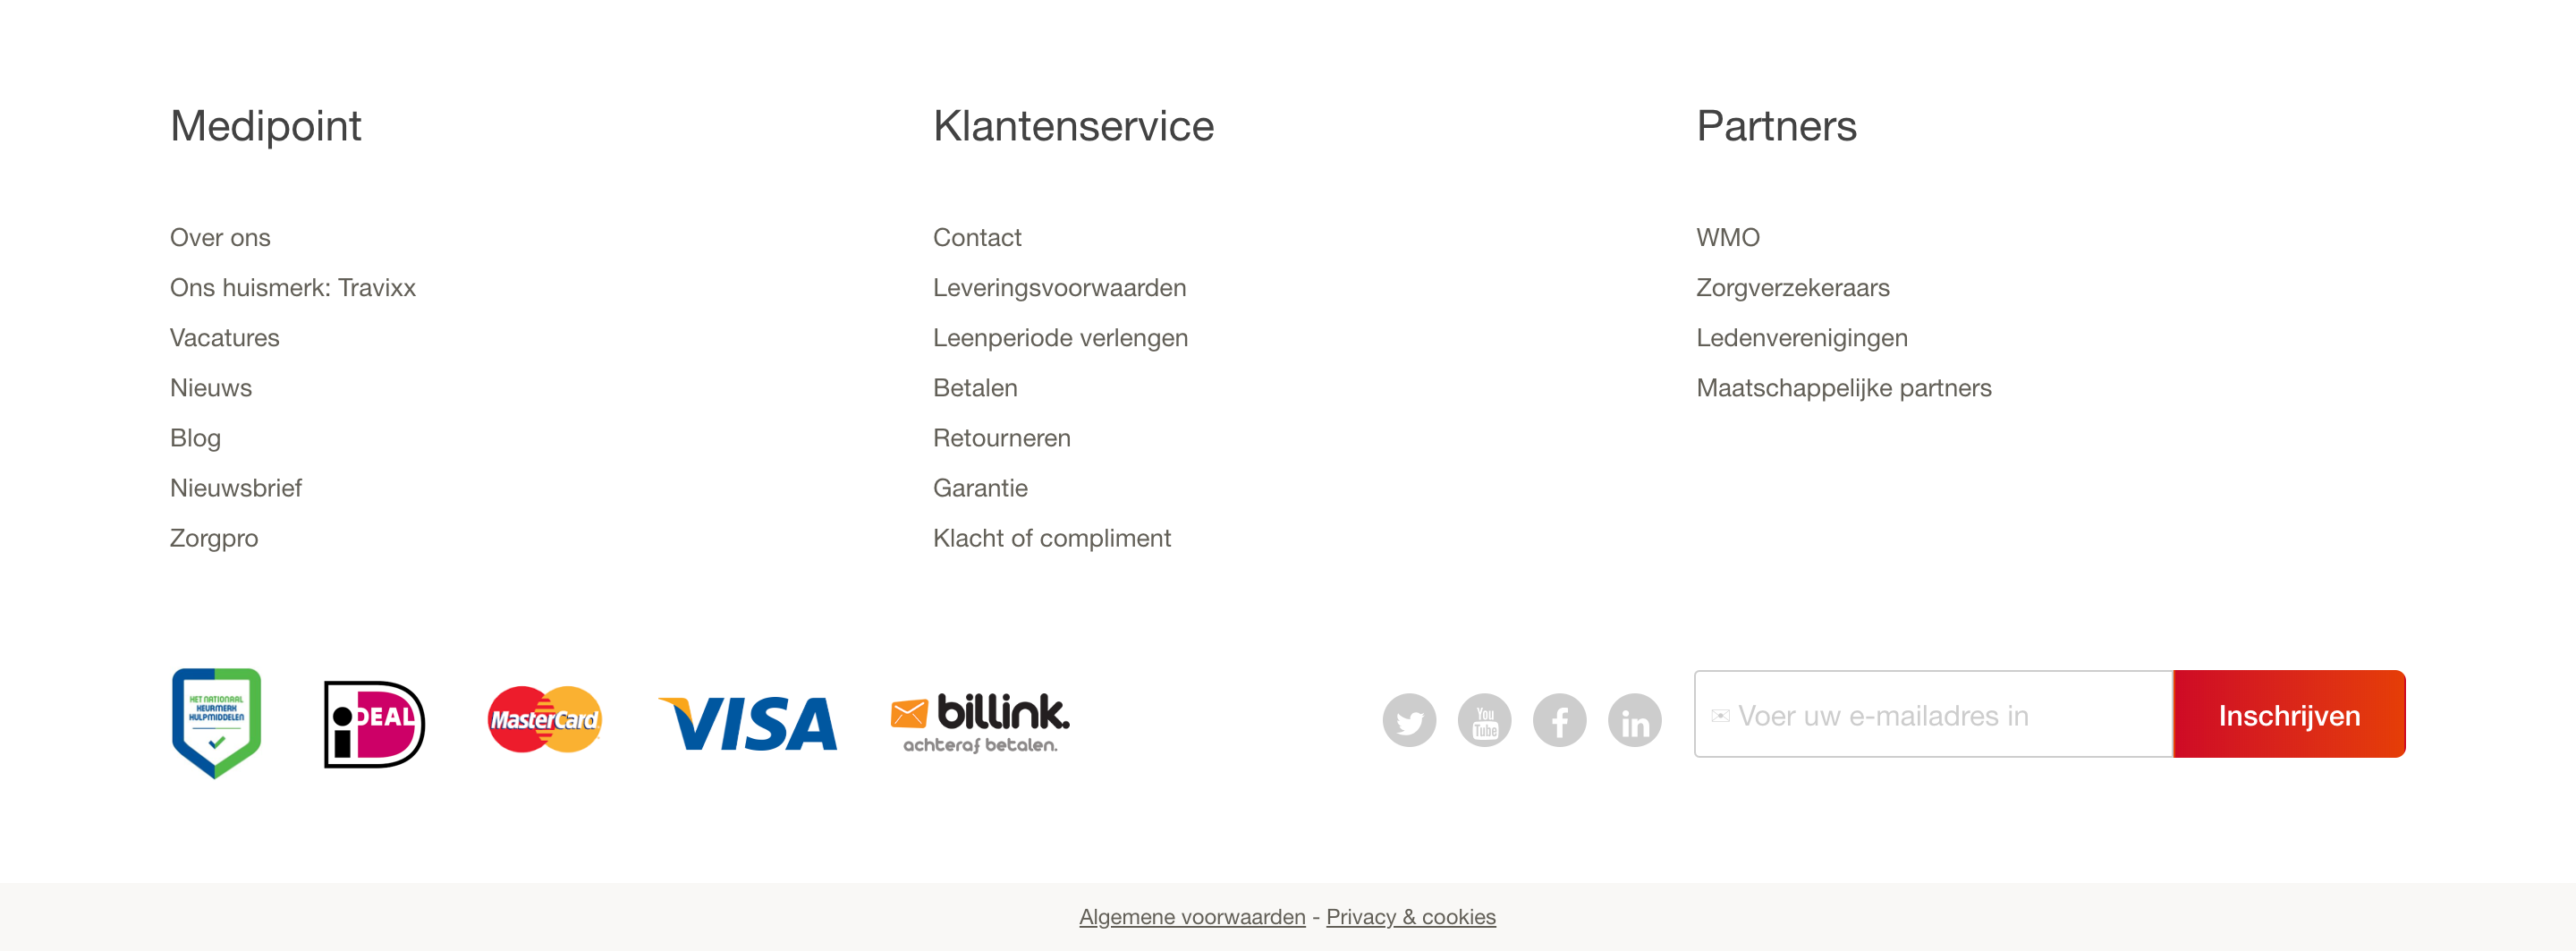 Medipoint
Over ons
Ons huismerk: Travixx
Vacatures
Nieuws
Blog
Nieuwsbrief
Zorgpro
Klantenservice
Contact
Leveringsvoorwaarden
Leenperiode verlengen
Betalen
Retourneren
Garantie
Klacht of compliment
Partners
WMO
Zorgverzekeraars
Ledenverenigingen
Maatschappelijke partners
HET NATIONAAL
KEURMERK
HULPMIDDELEN
iDEAL
MasterCard
VISA
billink.
achteraf betalen.
You
Tube
f
in
Voer uw e-mailadres in
Inschrijven
Algemene voorwaarden - Privacy & cookies